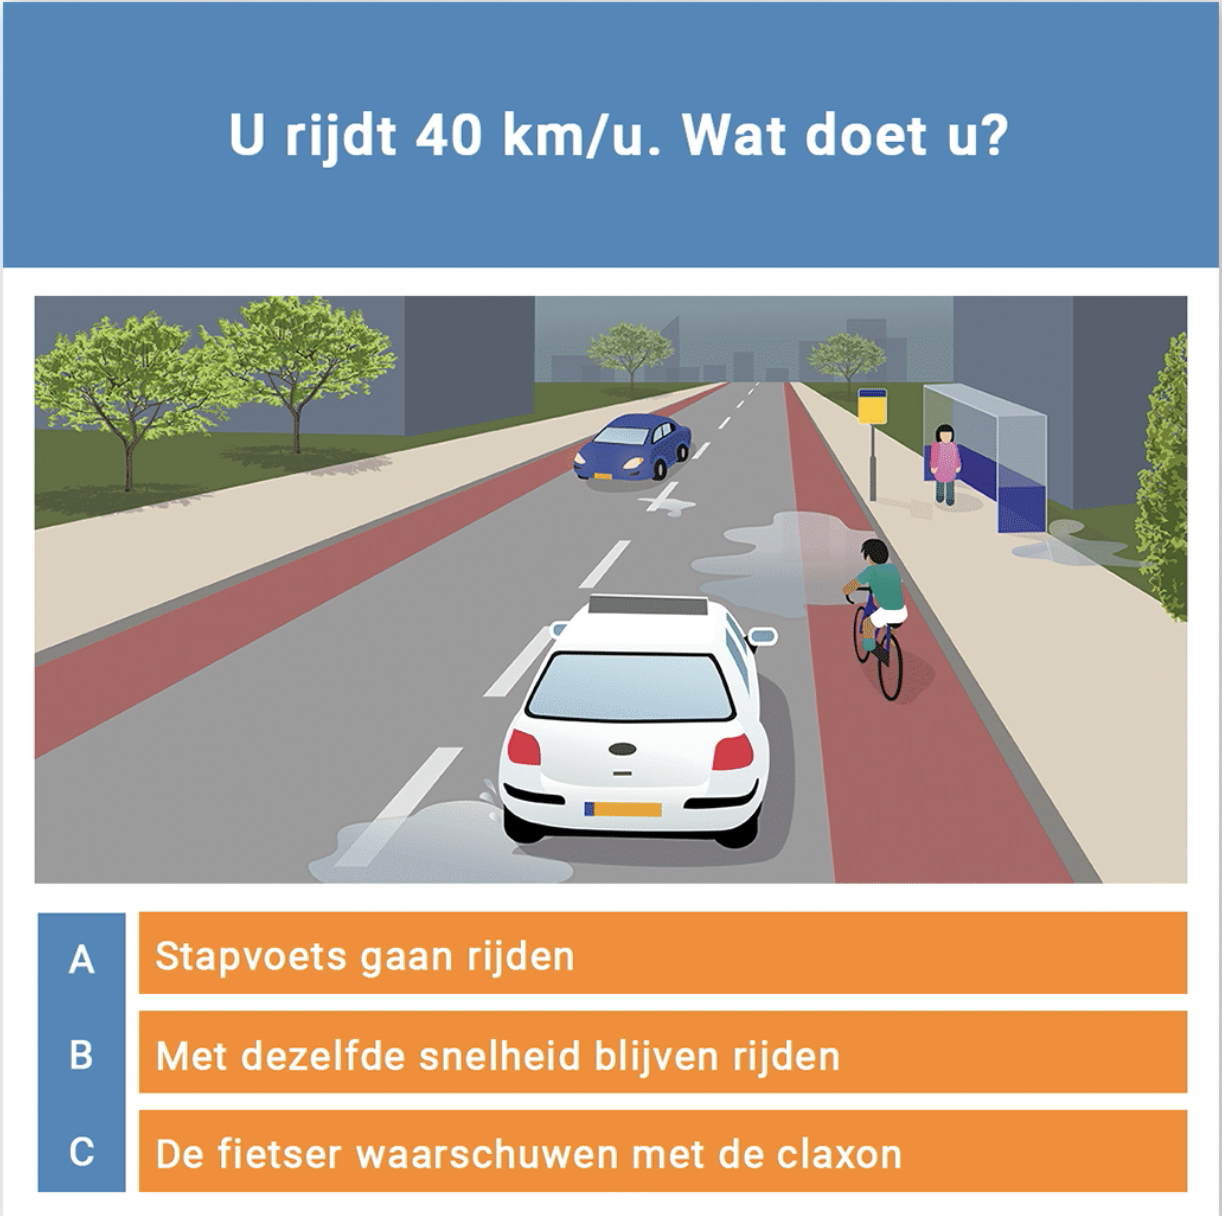 U rijdt 40 km/u. Wat doet u?
A Stapvoets gaan rijden
B Met dezelfde snelheid blijven rijden
C De fietser waarschuwen met de claxon